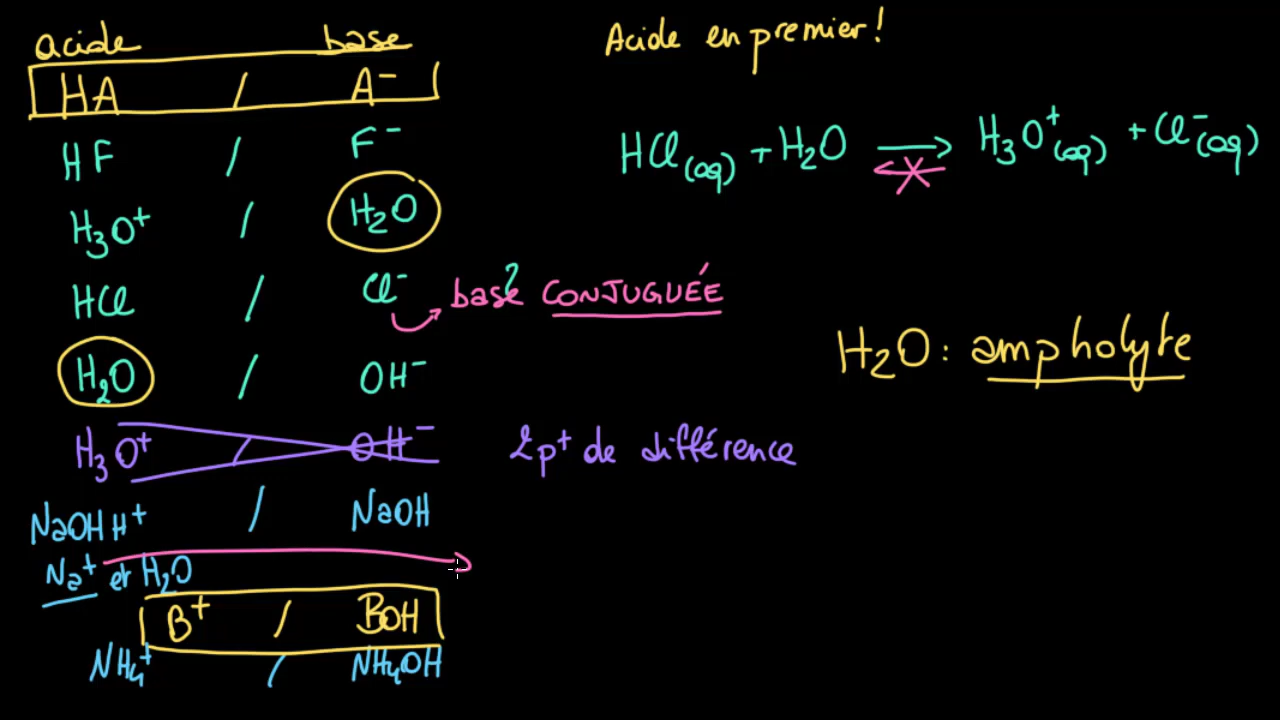 acide base
HA / A⁻
HF / F⁻
H₃O⁺ / H₂O
HCl / Cl⁻
H₂O / OH⁻
H₃O⁺ / OH⁻
NaOHH⁺ / NaOH
Na⁺ et H₂O
B⁺ / BOH
NH₄⁺ / NH₄OH
Acide en premier !
HCl(aq) + H₂O → H₃O⁺(aq) + Cl⁻(aq)
base ? CONJUGUÉE
H₂O : ampholyte
2p⁺ de différence